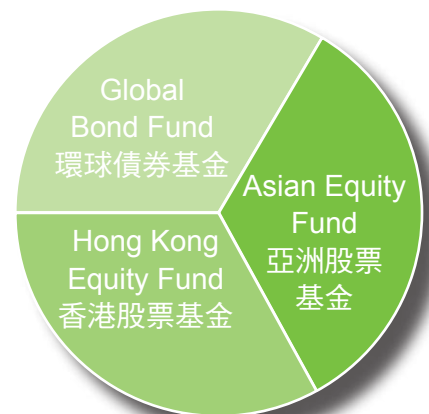 Global
Bond Fund
環球債券基金
Asian Equity
Fund
亞洲股票
基金
Hong Kong
Equity Fund
香港股票基金